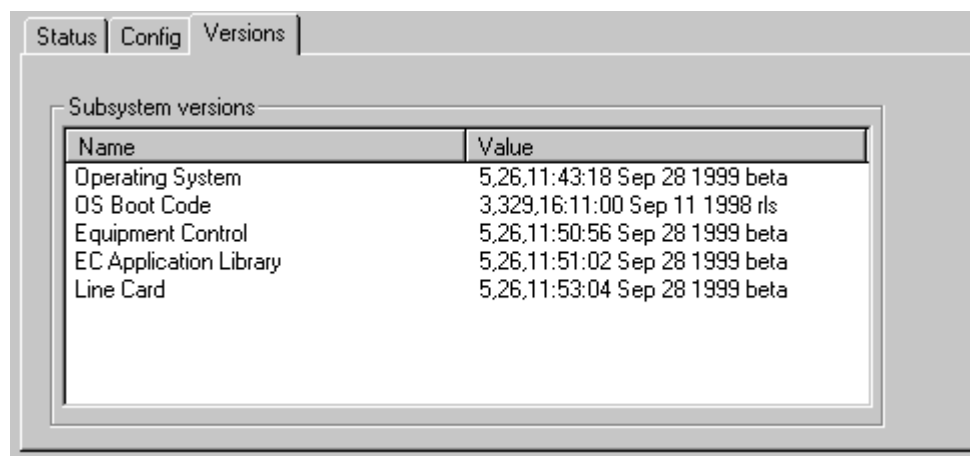 Status Config Versions
Subsystem versions
Name Value
Operating System 5,26,11:43:18 Sep 28 1999 beta
OS Boot Code 3,329,16:11:00 Sep 11 1998 rls
Equipment Control 5,26,11:50:56 Sep 28 1999 beta
EC Application Library 5,26,11:51:02 Sep 28 1999 beta
Line Card 5,26,11:53:04 Sep 28 1999 beta